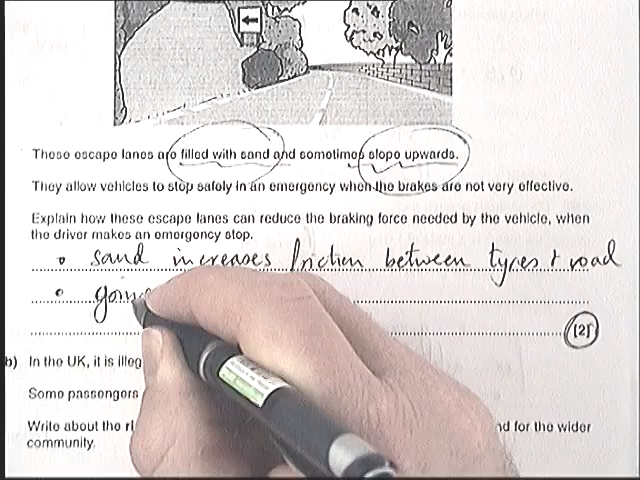 These escape lanes are filled with sand and sometimes slope upwards.
They allow vehicles to stop safely in an emergency when the brakes are not very effective.
Explain how these escape lanes can reduce the braking force needed by the vehicle, when
the driver makes an emergency stop.
• sand increases friction between tyres + road
• going
[2]
b) In the UK, it is illeg
Some passengers
Write about the ri nd for the wider
community.